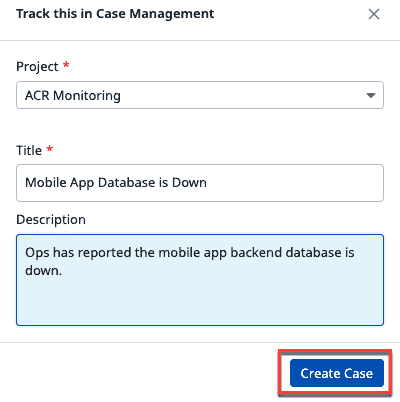 Track this in Case Management
Project *
ACR Monitoring
Title *
Mobile App Database is Down
Description
Ops has reported the mobile app backend database is
down.
Create Case